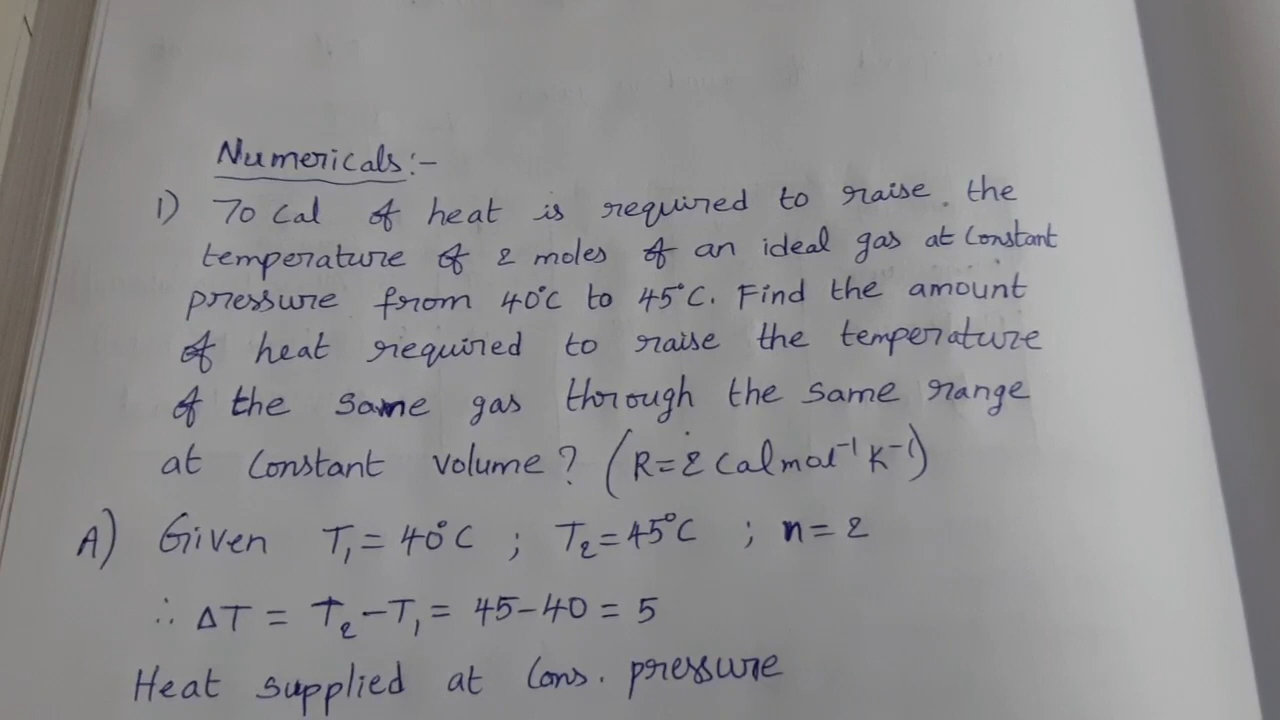 Numericals:-
1) 70 Cal of heat is required to raise the
temperature of 2 moles of an ideal gas at Constant
pressure from 40°C to 45°C. Find the amount
of heat required to raise the temperature
of the same gas through the same range
at Constant volume? (R=2 Cal mol⁻¹ K⁻¹)
A) Given T₁ = 40°C ; T₂ = 45°C ; n = 2
∴ ΔT = T₂ – T₁ = 45 – 40 = 5
Heat supplied at Cons. pressure